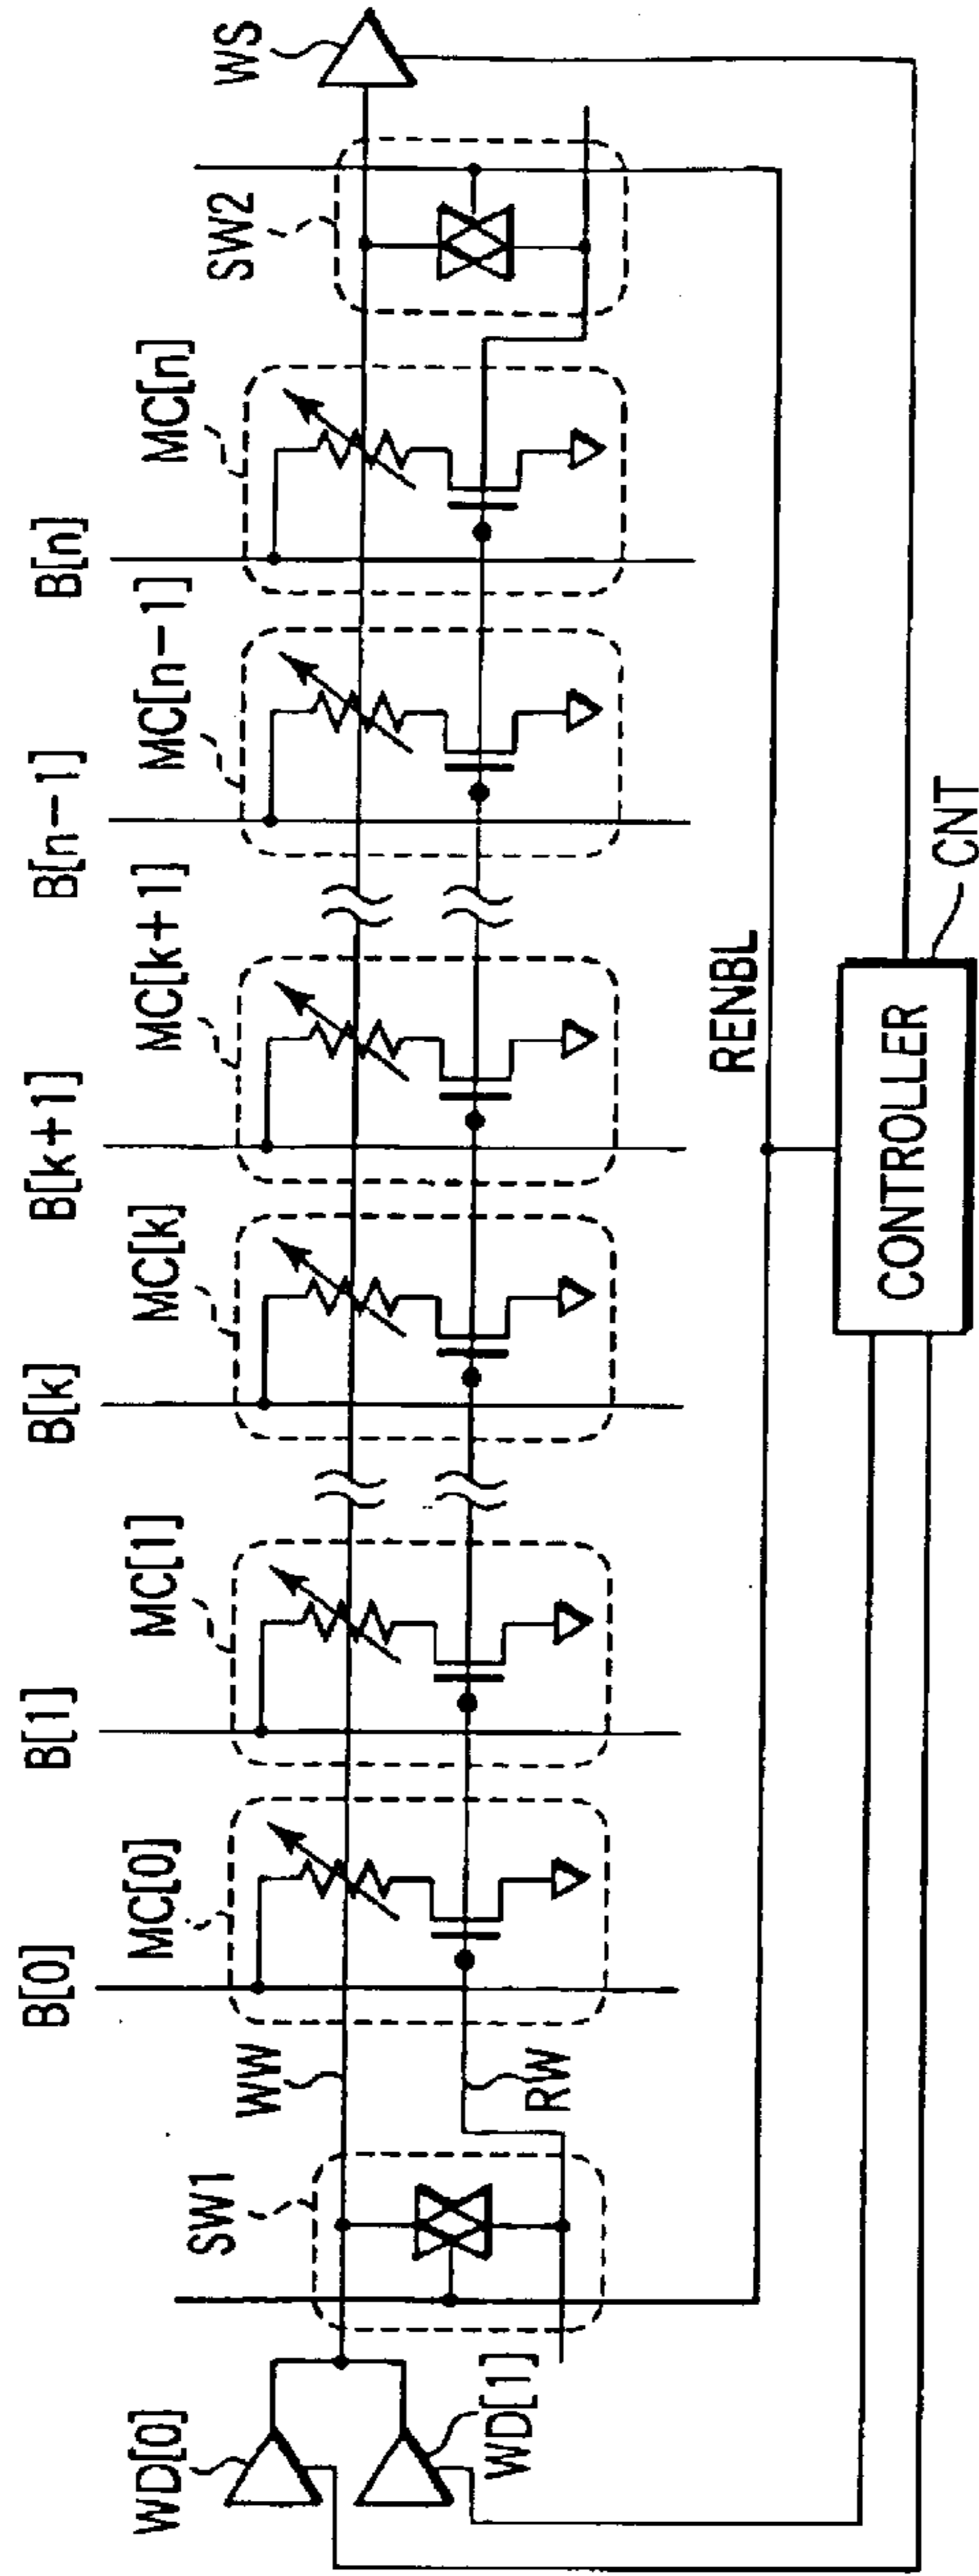 WD[0]
WD[1]
SW1
WW
RW
B[0]
MC[0]
B[1]
MC[1]
B[k]
MC[k]
B[k+1]
MC[k+1]
B[n-1]
MC[n-1]
B[n]
MC[n]
SW2
WS
RENBL
CONTROLLER
CNT